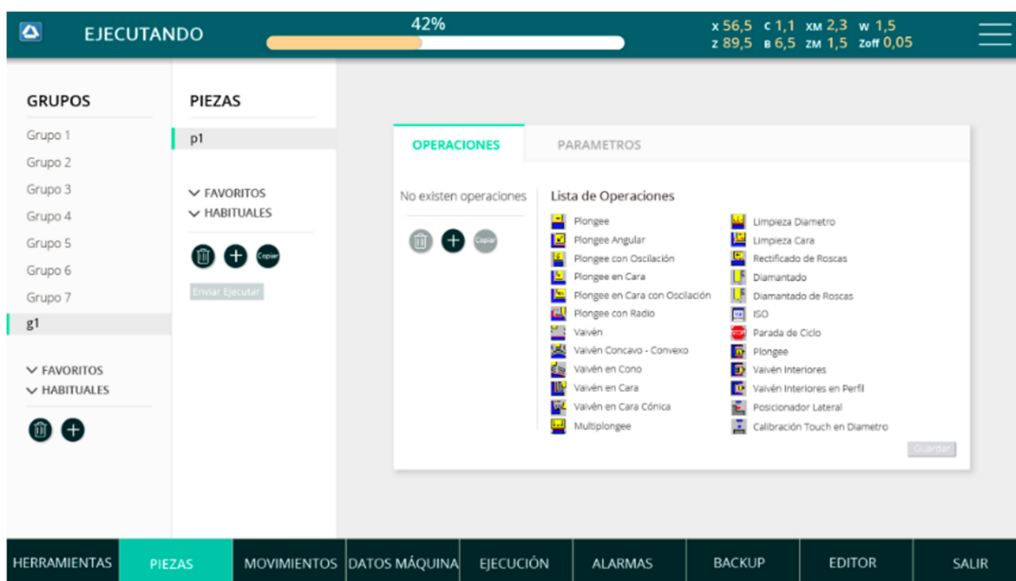 EJECUTANDO
42%
X 56,5 C 1,1 XM 2,3 W 1,5
Z 89,5 B 6,5 ZM 1,5 Zoff 0,05
GRUPOS
Grupo 1
Grupo 2
Grupo 3
Grupo 4
Grupo 5
Grupo 6
Grupo 7
g1
FAVORITOS
HABITUALES
PIEZAS
p1
FAVORITOS
HABITUALES
Copiar
Enviar Ejecutar
OPERACIONES
PARAMETROS
No existen operaciones
Copiar
Lista de Operaciones
Plongee
Plongee Angular
Plongee con Oscilación
Plongee en Cara
Plongee en Cara con Oscilación
Plongee con Radio
Vaivén
Vaivén Concavo - Convexo
Vaivén en Cono
Vaivén en Cara
Vaivén en Cara Cónica
Multiplongee
Limpieza Diametro
Limpieza Cara
Rectificado de Roscas
Diamantado
Diamantado de Roscas
ISO
Parada de Ciclo
Plongee
Vaivén Interiores
Vaivén Interiores en Perfil
Posicionador Lateral
Calibración Touch en Diametro
Guardar
HERRAMIENTAS
PIEZAS
MOVIMIENTOS
DATOS MÁQUINA
EJECUCIÓN
ALARMAS
BACKUP
EDITOR
SALIR